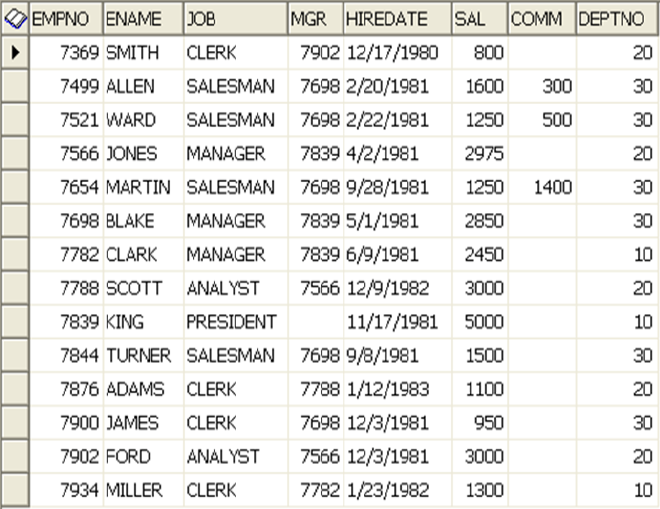 EMPNO ENAME JOB MGR HIREDATE SAL COMM DEPTNO
7369 SMITH CLERK 7902 12/17/1980 800 20
7499 ALLEN SALESMAN 7698 2/20/1981 1600 300 30
7521 WARD SALESMAN 7698 2/22/1981 1250 500 30
7566 JONES MANAGER 7839 4/2/1981 2975 20
7654 MARTIN SALESMAN 7698 9/28/1981 1250 1400 30
7698 BLAKE MANAGER 7839 5/1/1981 2850 30
7782 CLARK MANAGER 7839 6/9/1981 2450 10
7788 SCOTT ANALYST 7566 12/9/1982 3000 20
7839 KING PRESIDENT 11/17/1981 5000 10
7844 TURNER SALESMAN 7698 9/8/1981 1500 30
7876 ADAMS CLERK 7788 1/12/1983 1100 20
7900 JAMES CLERK 7698 12/3/1981 950 30
7902 FORD ANALYST 7566 12/3/1981 3000 20
7934 MILLER CLERK 7782 1/23/1982 1300 10